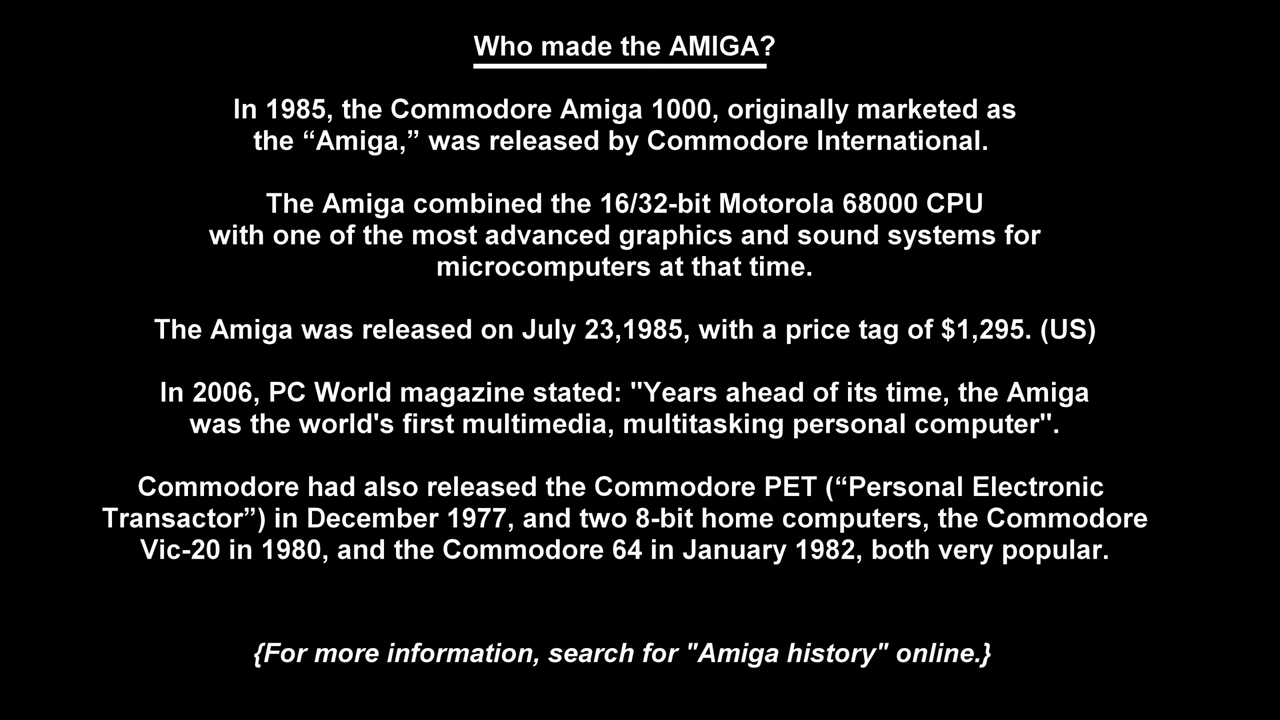 Who made the AMIGA?
In 1985, the Commodore Amiga 1000, originally marketed as
the “Amiga,” was released by Commodore International.
The Amiga combined the 16/32-bit Motorola 68000 CPU
with one of the most advanced graphics and sound systems for
microcomputers at that time.
The Amiga was released on July 23,1985, with a price tag of $1,295. (US)
In 2006, PC World magazine stated: "Years ahead of its time, the Amiga
was the world's first multimedia, multitasking personal computer".
Commodore had also released the Commodore PET (“Personal Electronic
Transactor”) in December 1977, and two 8-bit home computers, the Commodore
Vic-20 in 1980, and the Commodore 64 in January 1982, both very popular.
{For more information, search for "Amiga history" online.}